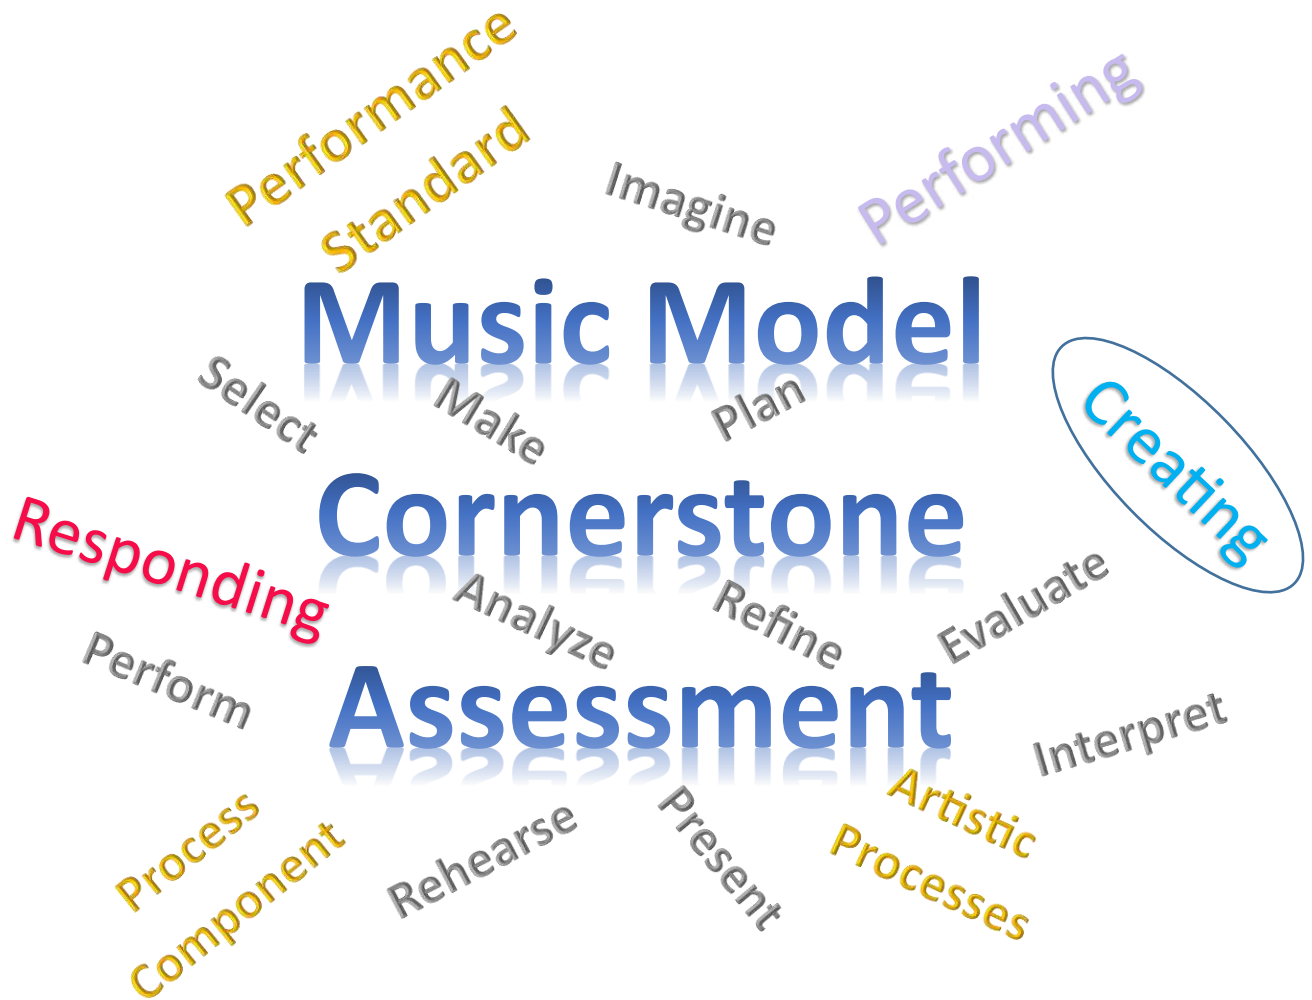 Performance
Standard
Imagine
Performing
Music Model
Select
Make
Plan
Creating
Cornerstone
Responding
Analyze
Refine
Evaluate
Perform
Assessment
Interpret
Process
Component
Rehearse
Present
Artistic
Processes